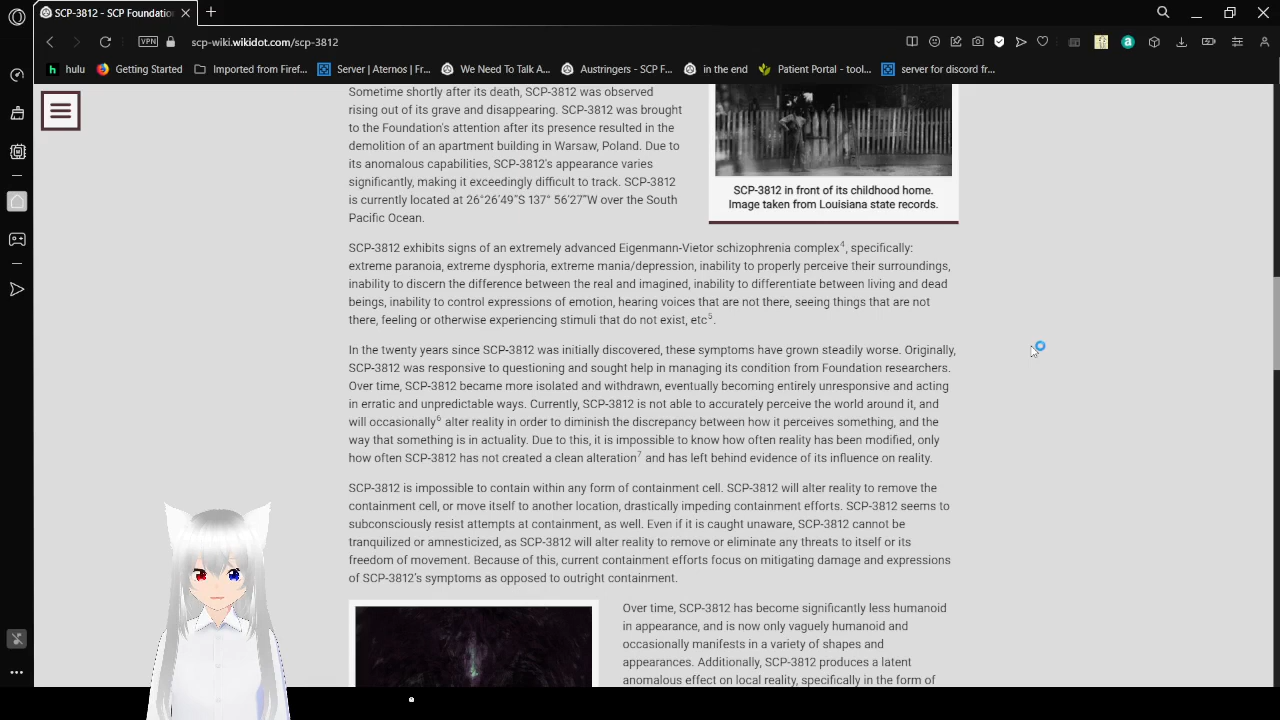 SCP-3812 - SCP Foundatio
scp-wiki.wikidot.com/scp-3812
VPN
hulu
Getting Started
Imported from Firef...
Server | Aternos | Fr...
We Need To Talk A...
Austringers - SCP F...
in the end
Patient Portal - tool...
server for discord fr...
Sometime shortly after its death, SCP-3812 was observed
rising out of its grave and disappearing. SCP-3812 was brought
to the Foundation's attention after its presence resulted in the
demolition of an apartment building in Warsaw, Poland. Due to
its anomalous capabilities, SCP-3812's appearance varies
significantly, making it exceedingly difficult to track. SCP-3812
is currently located at 26°26'49"S 137° 56'27"W over the South
Pacific Ocean.
SCP-3812 in front of its childhood home.
Image taken from Louisiana state records.
SCP-3812 exhibits signs of an extremely advanced Eigenmann-Vietor schizophrenia complex4, specifically:
extreme paranoia, extreme dysphoria, extreme mania/depression, inability to properly perceive their surroundings,
inability to discern the difference between the real and imagined, inability to differentiate between living and dead
beings, inability to control expressions of emotion, hearing voices that are not there, seeing things that are not
there, feeling or otherwise experiencing stimuli that do not exist, etc5.
In the twenty years since SCP-3812 was initially discovered, these symptoms have grown steadily worse. Originally,
SCP-3812 was responsive to questioning and sought help in managing its condition from Foundation researchers.
Over time, SCP-3812 became more isolated and withdrawn, eventually becoming entirely unresponsive and acting
in erratic and unpredictable ways. Currently, SCP-3812 is not able to accurately perceive the world around it, and
will occasionally6 alter reality in order to diminish the discrepancy between how it perceives something, and the
way that something is in actuality. Due to this, it is impossible to know how often reality has been modified, only
how often SCP-3812 has not created a clean alteration7 and has left behind evidence of its influence on reality.
SCP-3812 is impossible to contain within any form of containment cell. SCP-3812 will alter reality to remove the
containment cell, or move itself to another location, drastically impeding containment efforts. SCP-3812 seems to
subconsciously resist attempts at containment, as well. Even if it is caught unaware, SCP-3812 cannot be
tranquilized or amnesticized, as SCP-3812 will alter reality to remove or eliminate any threats to itself or its
freedom of movement. Because of this, current containment efforts focus on mitigating damage and expressions
of SCP-3812's symptoms as opposed to outright containment.
Over time, SCP-3812 has become significantly less humanoid
in appearance, and is now only vaguely humanoid and
occasionally manifests in a variety of shapes and
appearances. Additionally, SCP-3812 produces a latent
anomalous effect on local reality, specifically in the form of